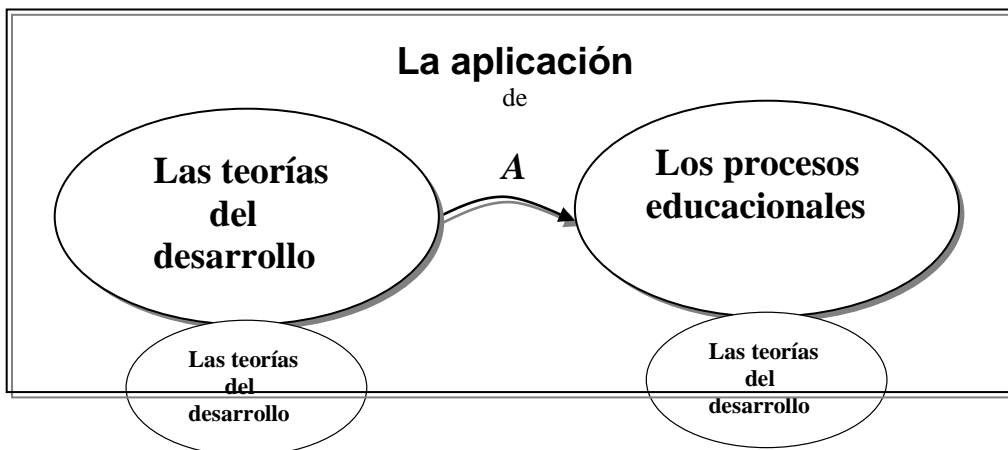 La aplicación
de
Las teorías
del
desarrollo
A
Los procesos
educacionales
Las teorías
del
desarrollo
Las teorías
del
desarrollo